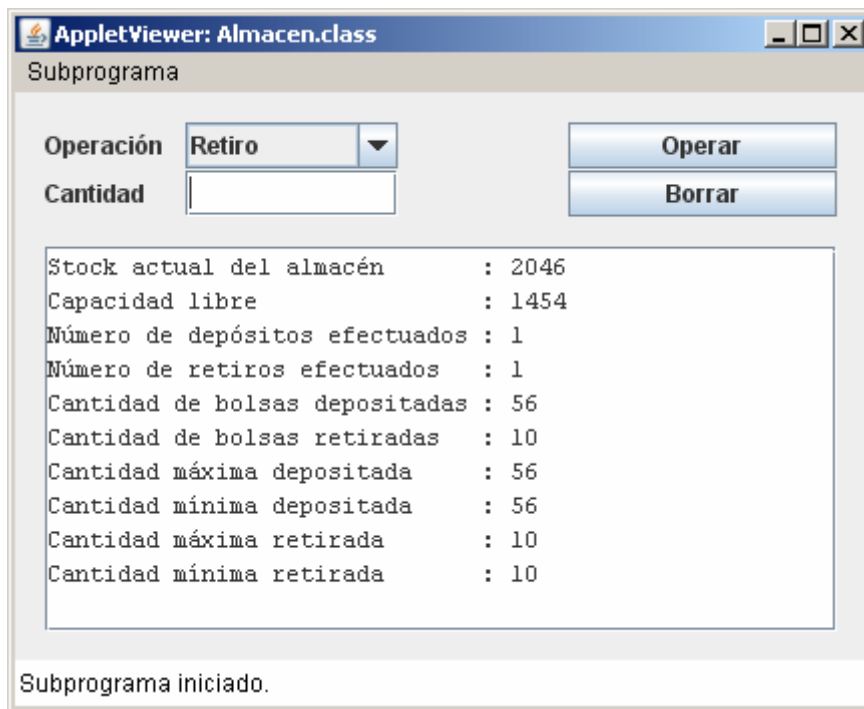 AppletViewer: Almacen.class
Subprograma
Operación Retiro Operar
Cantidad Borrar
Stock actual del almacén : 2046
Capacidad libre : 1454
Número de depósitos efectuados : 1
Número de retiros efectuados : 1
Cantidad de bolsas depositadas : 56
Cantidad de bolsas retiradas : 10
Cantidad máxima depositada : 56
Cantidad mínima depositada : 56
Cantidad máxima retirada : 10
Cantidad mínima retirada : 10
Subprograma iniciado.